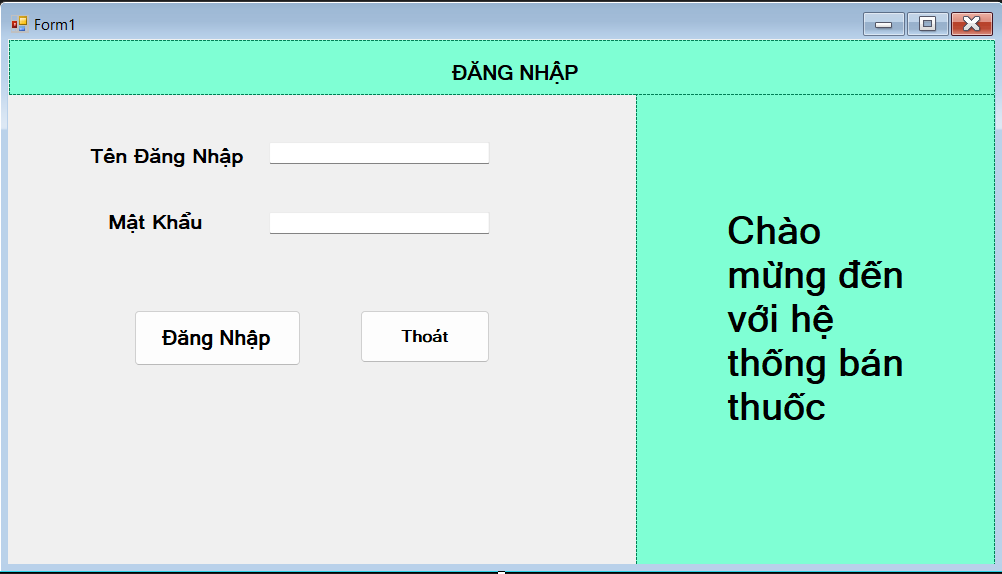 Form1
ĐĂNG NHẬP
Tên Đăng Nhập
Mật Khẩu
Đăng Nhập
Thoát
Chào
mừng đến
với hệ
thống bán
thuốc